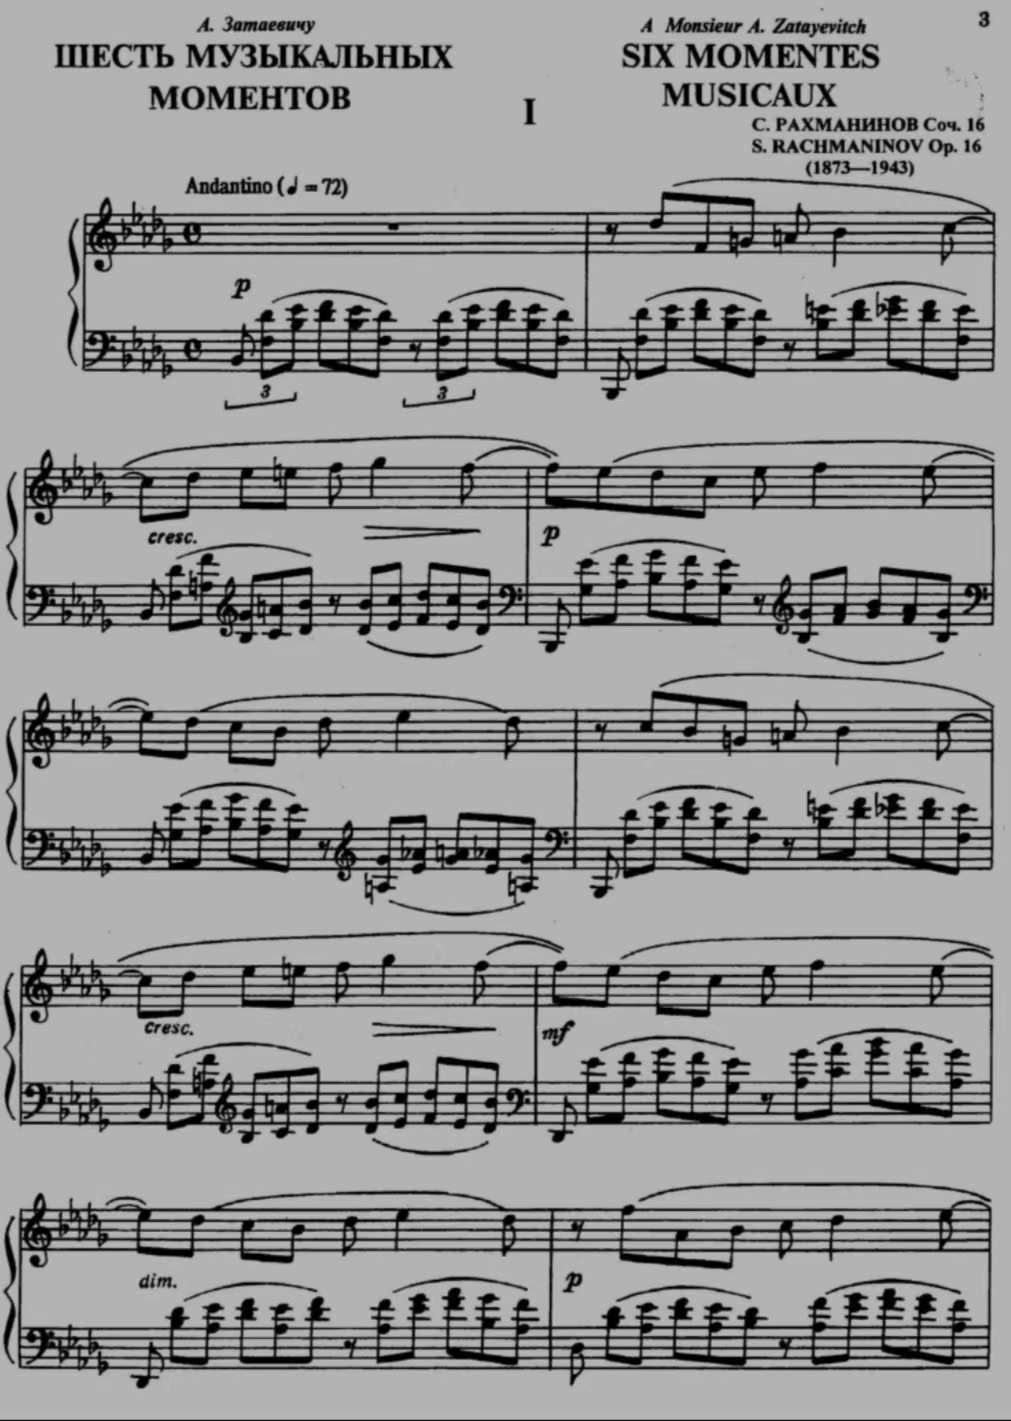 А. Затаевичу
ШЕСТЬ МУЗЫКАЛЬНЫХ
МОМЕНТОВ
A Monsieur A. Zatayevitch
3
SIX MOMENTES
MUSICAUX
I
С. РАХМАНИНОВ Соч. 16
S. RACHMANINOV Op. 16
(1873—1943)
Andantino (♩ = 72)
p
3 3
cresc.
p
cresc.
mf
dim.
p